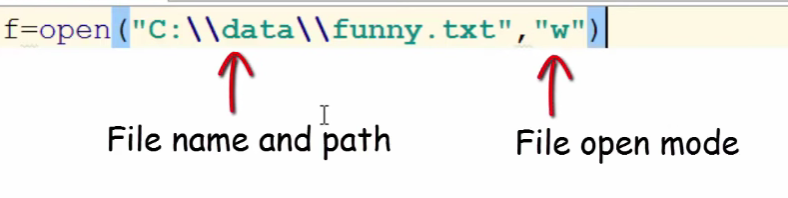 f=open("C:\\data\\funny.txt","w")
File name and path
File open mode